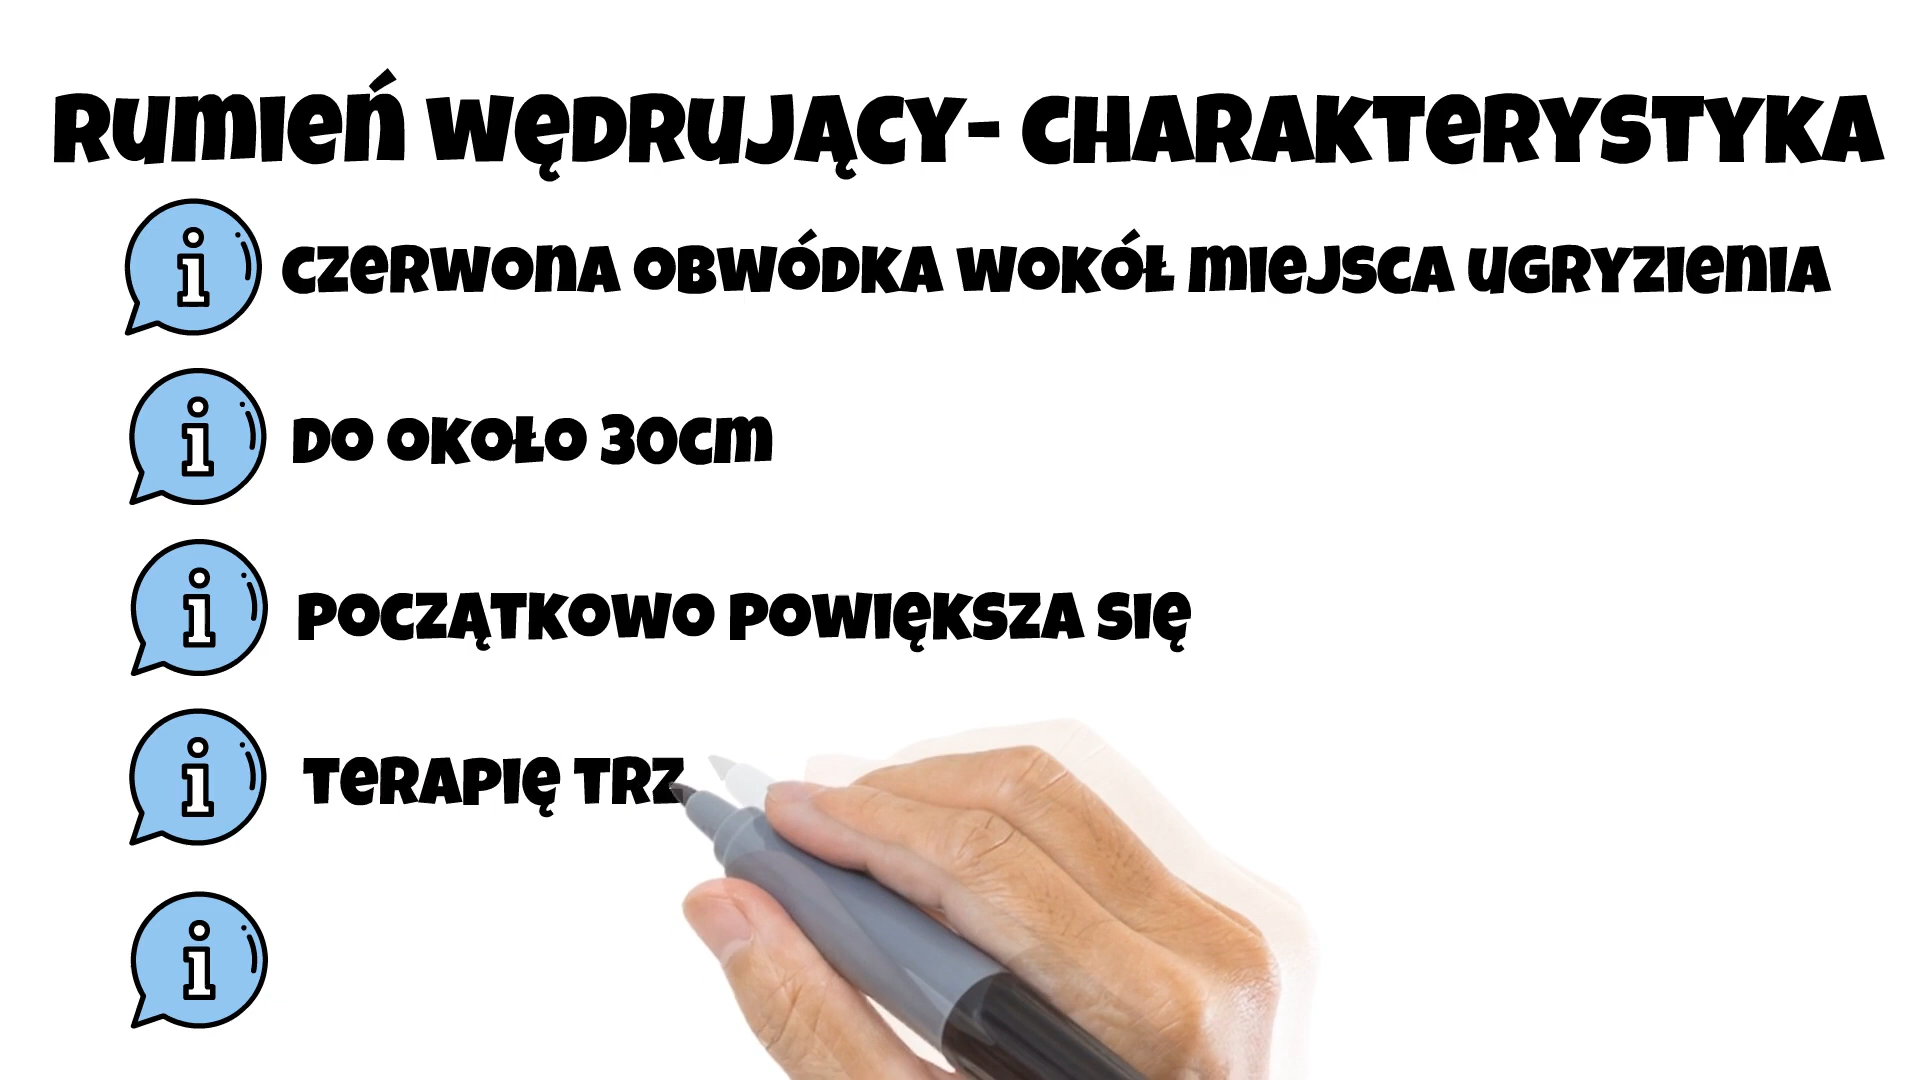 Rumień wędrujący- charakterystyka
czerwona obwódka wokół miejsca ugryzienia
do około 30cm
początkowo powiększa się
terapię trz